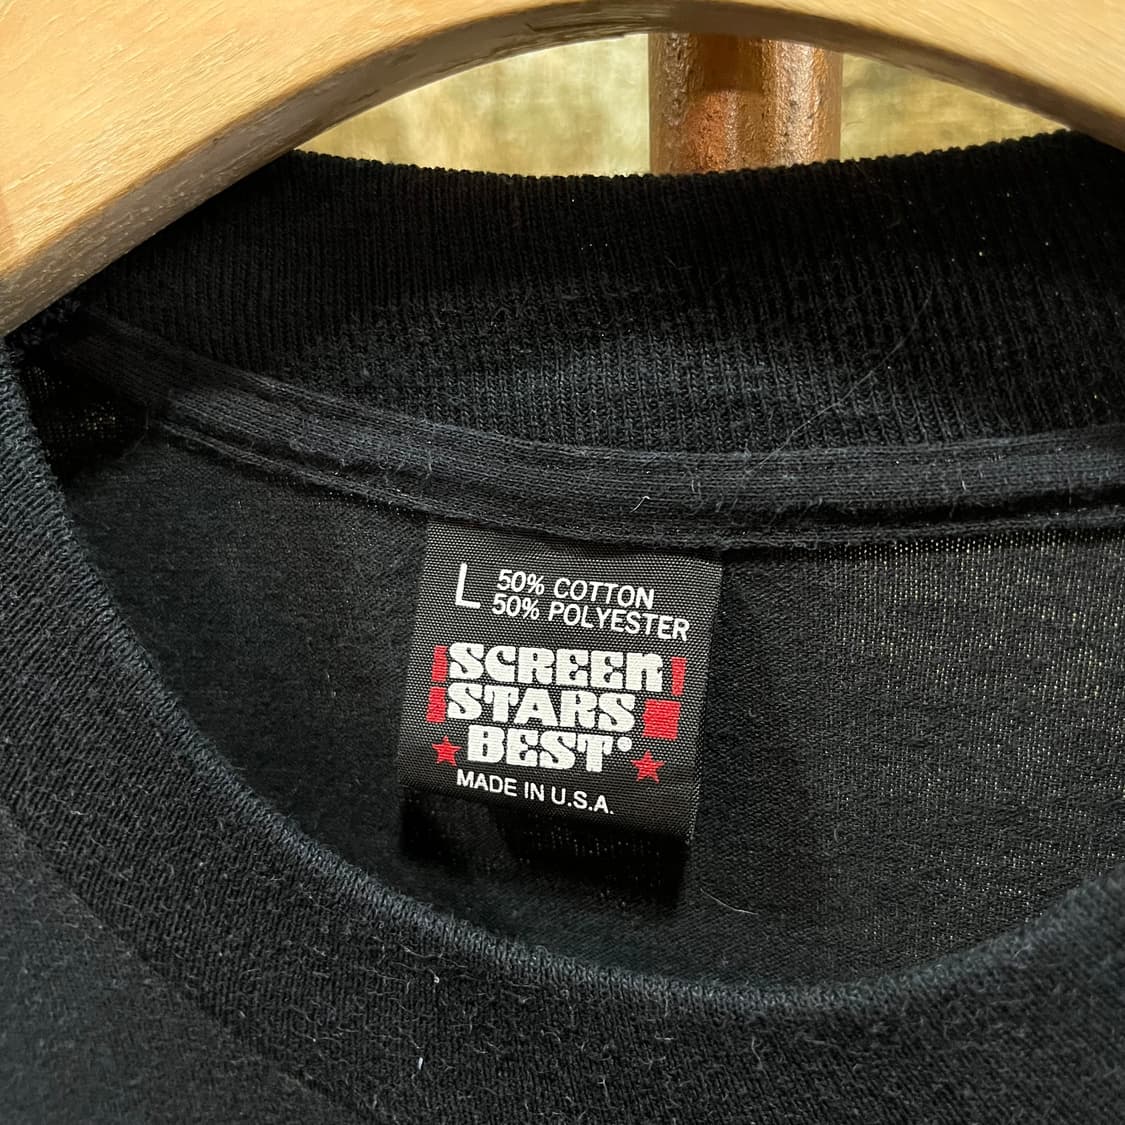 L 50% COTTON
50% POLYESTER
SCREEN
STARS
BEST®
MADE IN U.S.A.